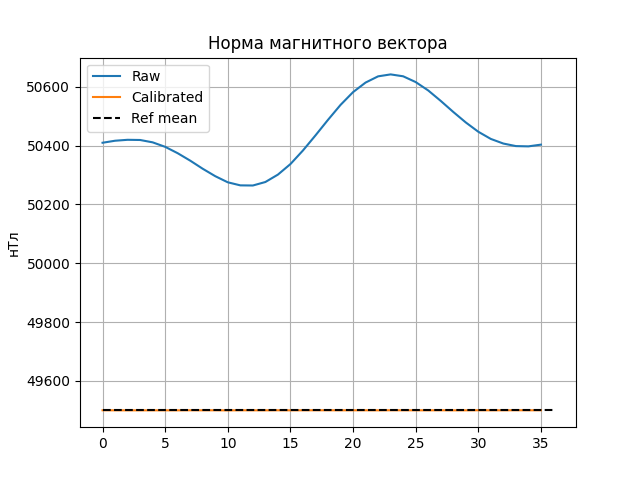 Норма магнитного вектора
Raw
Calibrated
Ref mean
нТл
50600
50400
50200
50000
49800
49600
0 5 10 15 20 25 30 35